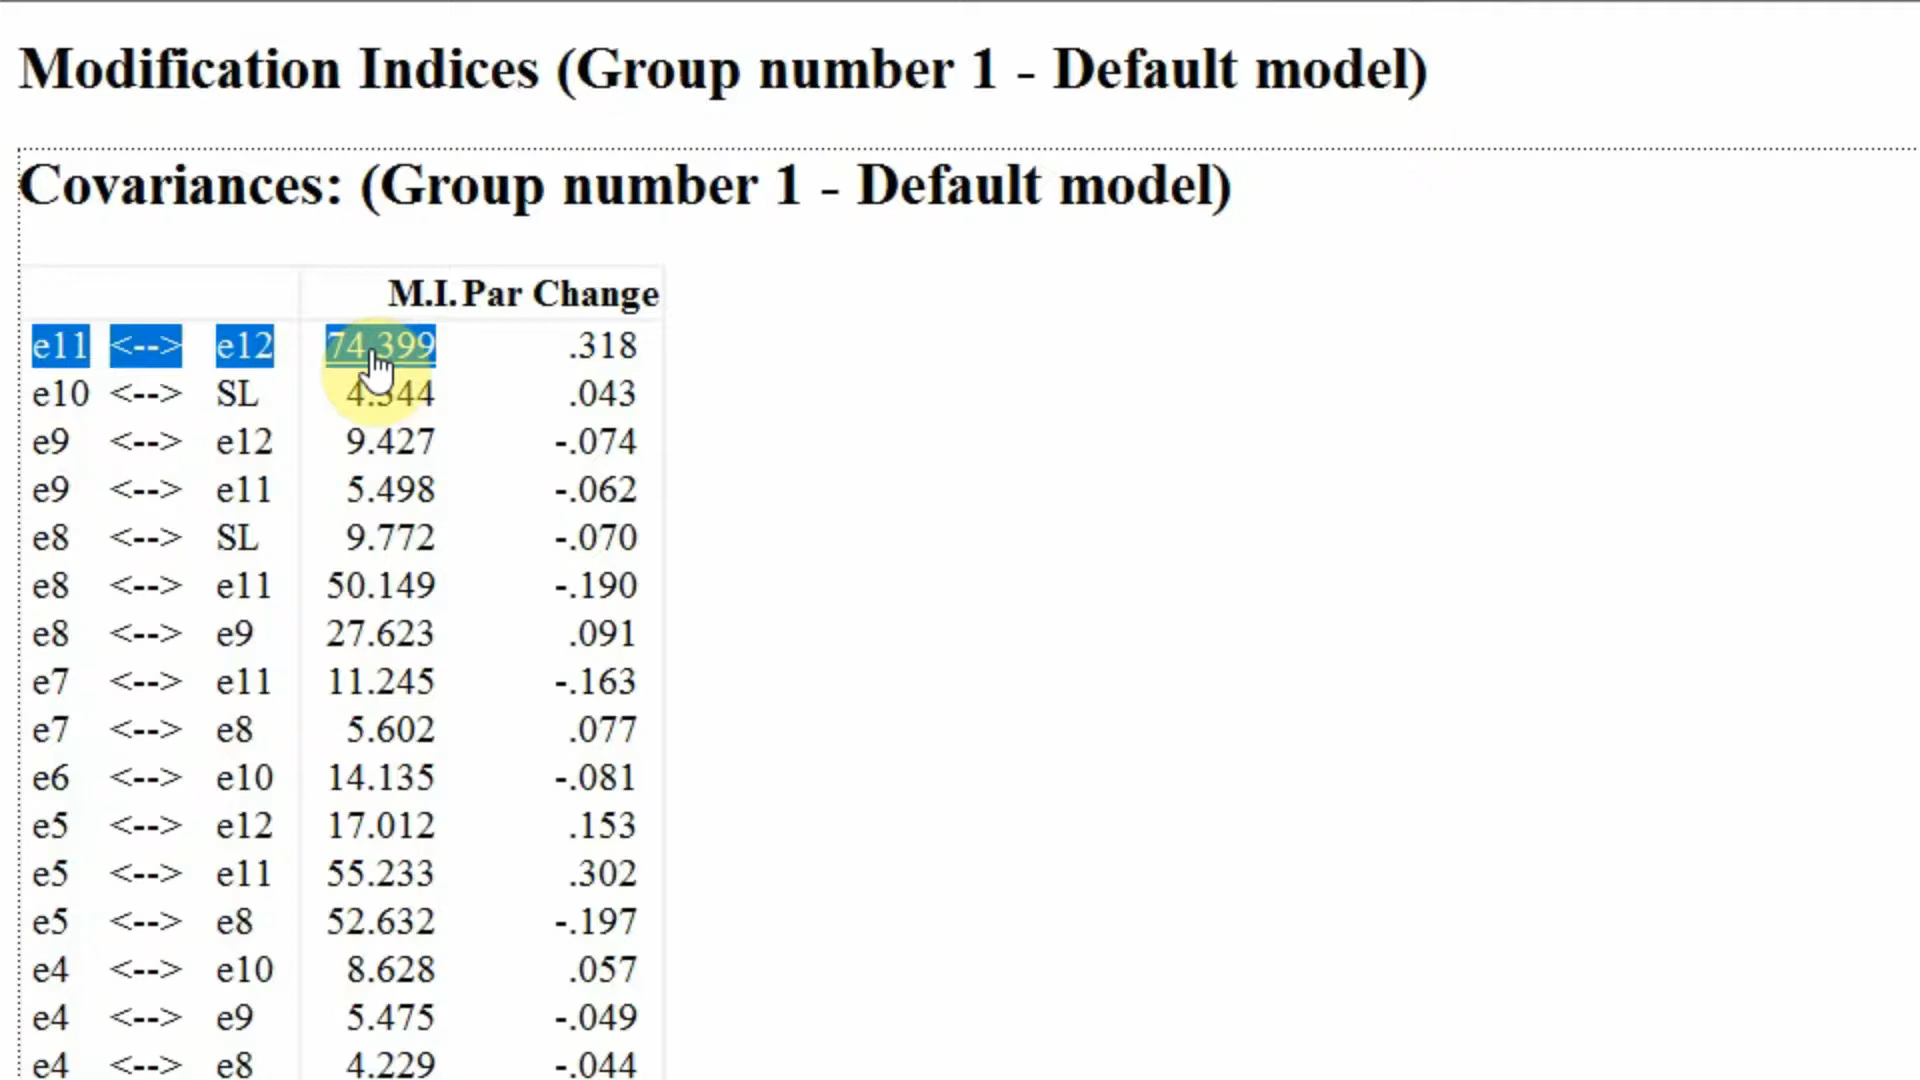 Modification Indices (Group number 1 - Default model)
Covariances: (Group number 1 - Default model)
M.I. Par Change
e11 <--> e12 74.399 .318
e10 <--> SL 4.344 .043
e9 <--> e12 9.427 -.074
e9 <--> e11 5.498 -.062
e8 <--> SL 9.772 -.070
e8 <--> e11 50.149 -.190
e8 <--> e9 27.623 .091
e7 <--> e11 11.245 -.163
e7 <--> e8 5.602 .077
e6 <--> e10 14.135 -.081
e5 <--> e12 17.012 .153
e5 <--> e11 55.233 .302
e5 <--> e8 52.632 -.197
e4 <--> e10 8.628 .057
e4 <--> e9 5.475 -.049
e4 <--> e8 4.229 -.044